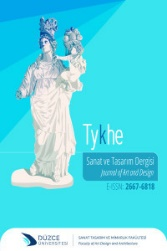 Tykhe
Sanat ve Tasarım Dergisi
Journal of Art and Design
E-ISSN: 2667-6818
DÜZCE
ÜNİVERSİTESİ
SANAT TASARIM VE MİMARLIK FAKÜLTESİ
Faculty of Art Design and Architecture